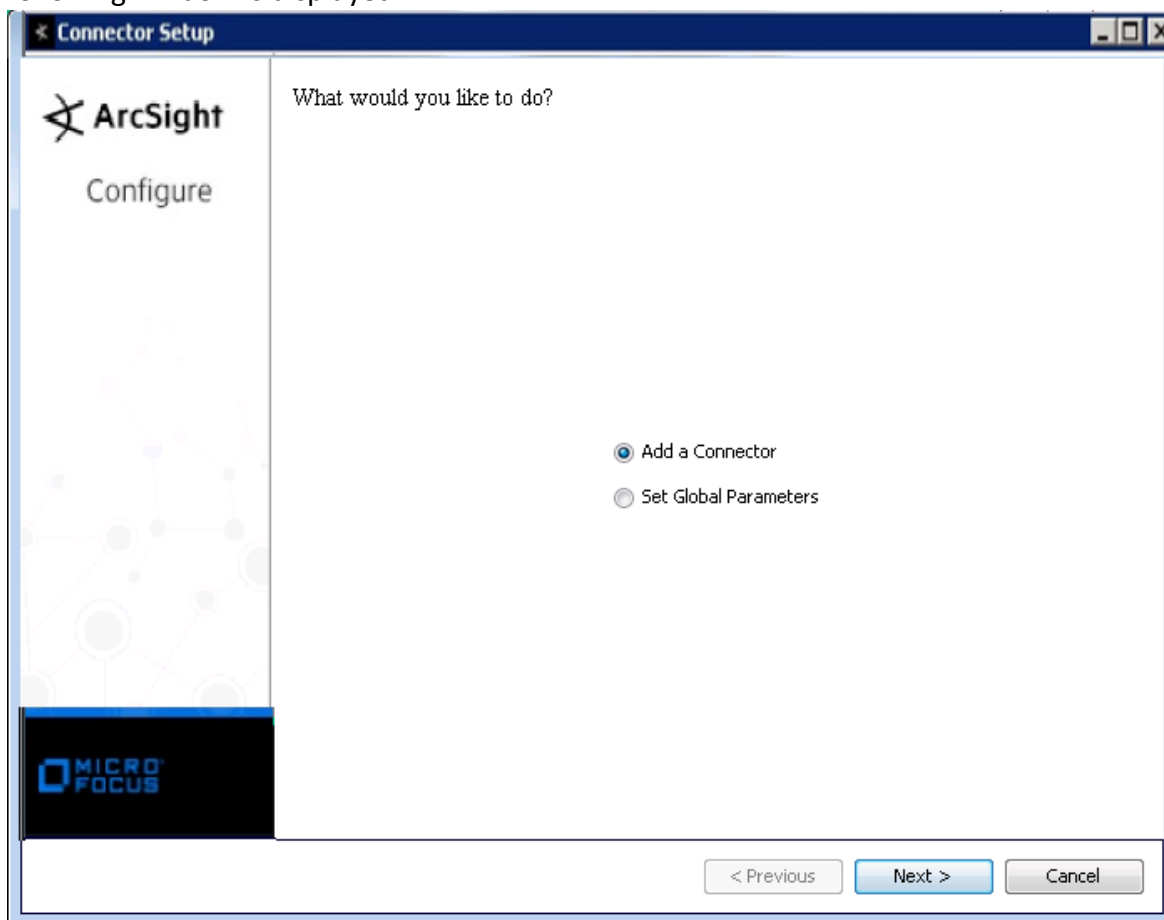 Connector Setup
ArcSight
Configure
What would you like to do?
Add a Connector
Set Global Parameters
MICRO
FOCUS
< Previous
Next >
Cancel